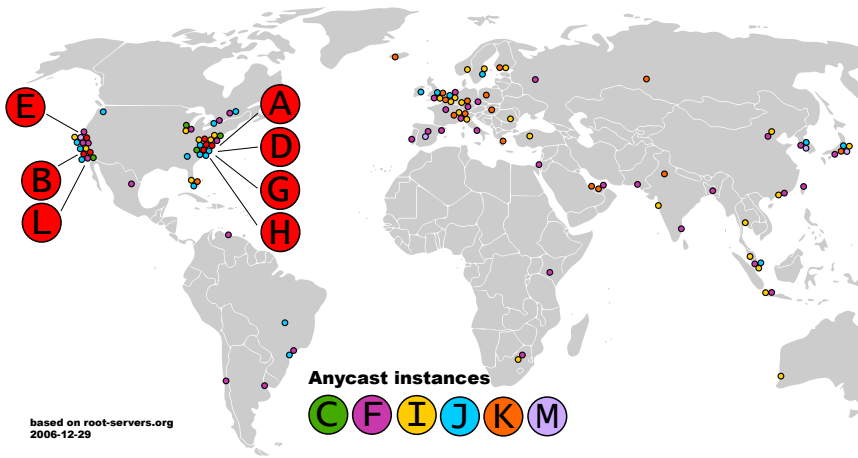 E
A
D
B
G
L
H
Anycast instances
C F I J K M
based on root-servers.org
2006-12-29